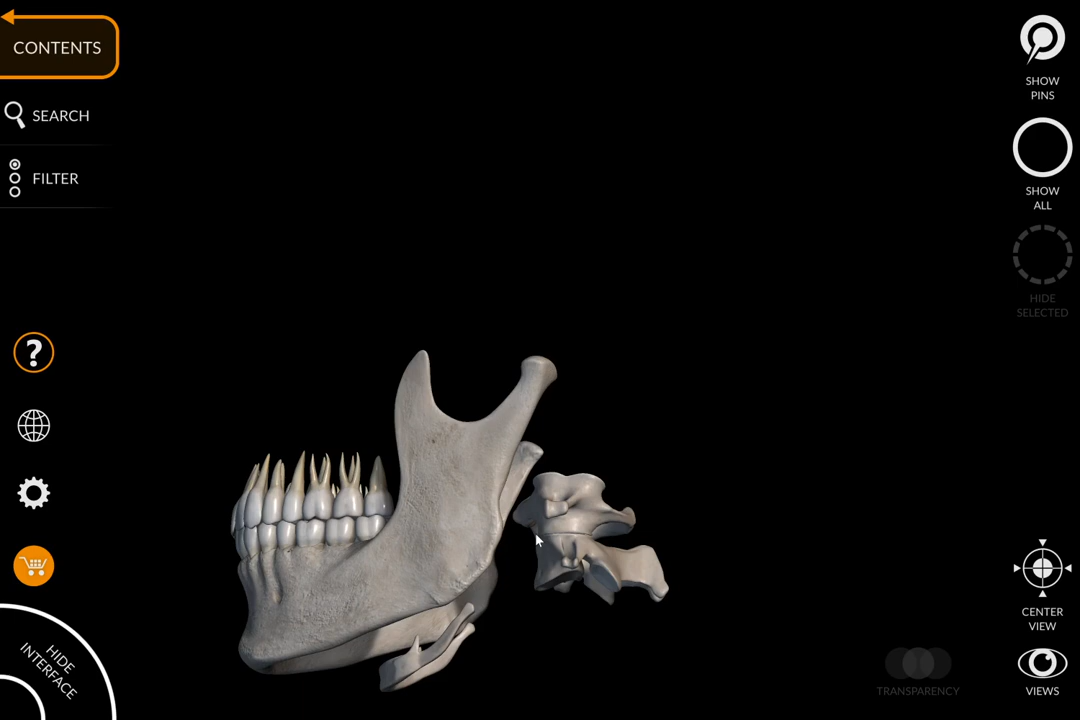 CONTENTS
SEARCH
FILTER
?
HIDE
INTERFACE
SHOW
PINS
SHOW
ALL
HIDE
SELECTED
CENTER
VIEW
TRANSPARENCY
VIEWS